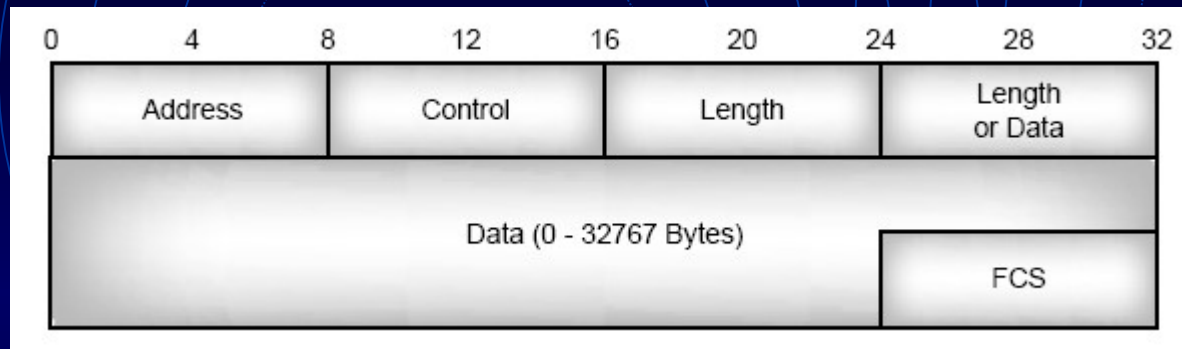 0 4 8 12 16 20 24 28 32
Address Control Length Length
or Data
Data (0 - 32767 Bytes)
FCS